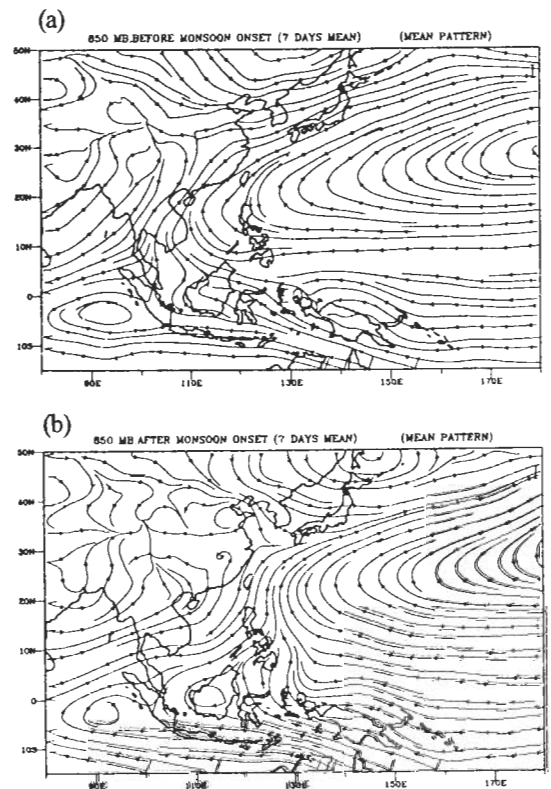 (a)
850 MB.BEFORE MONSOON ONSET (7 DAYS MEAN) (MEAN PATTERN)
50N
40N
30N
20N
10N
0
10S
90E 110E 130E 150E 170E
(b)
850 MB.AFTER MONSOON ONSET (7 DAYS MEAN) (MEAN PATTERN)
50N
40N
30N
20N
10N
0
10S
90E 110E 130E 150E 170E